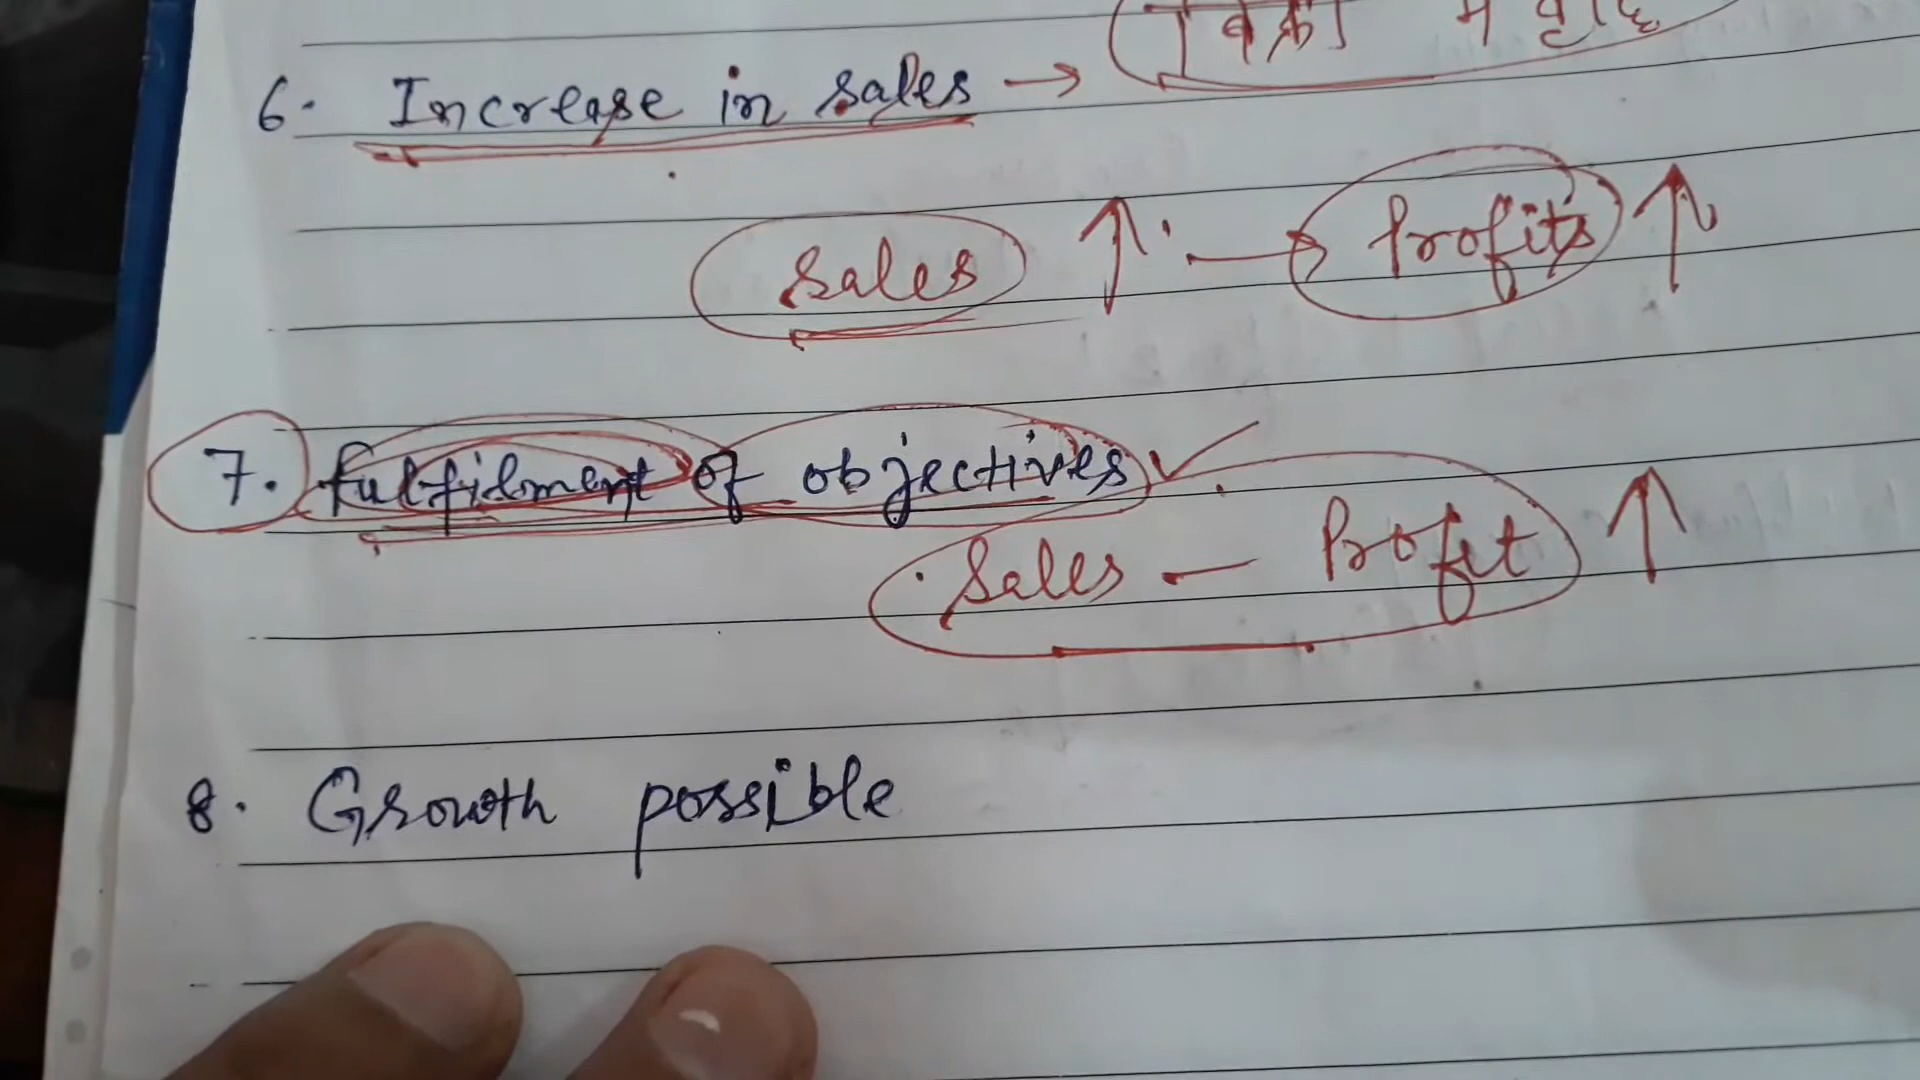 6. Increase in sales → बिक्री में वृद्धि
Sales ↑ → Profits ↑
7. fulfilment of objectives ✓
Sales — Profit ↑
8. Growth possible